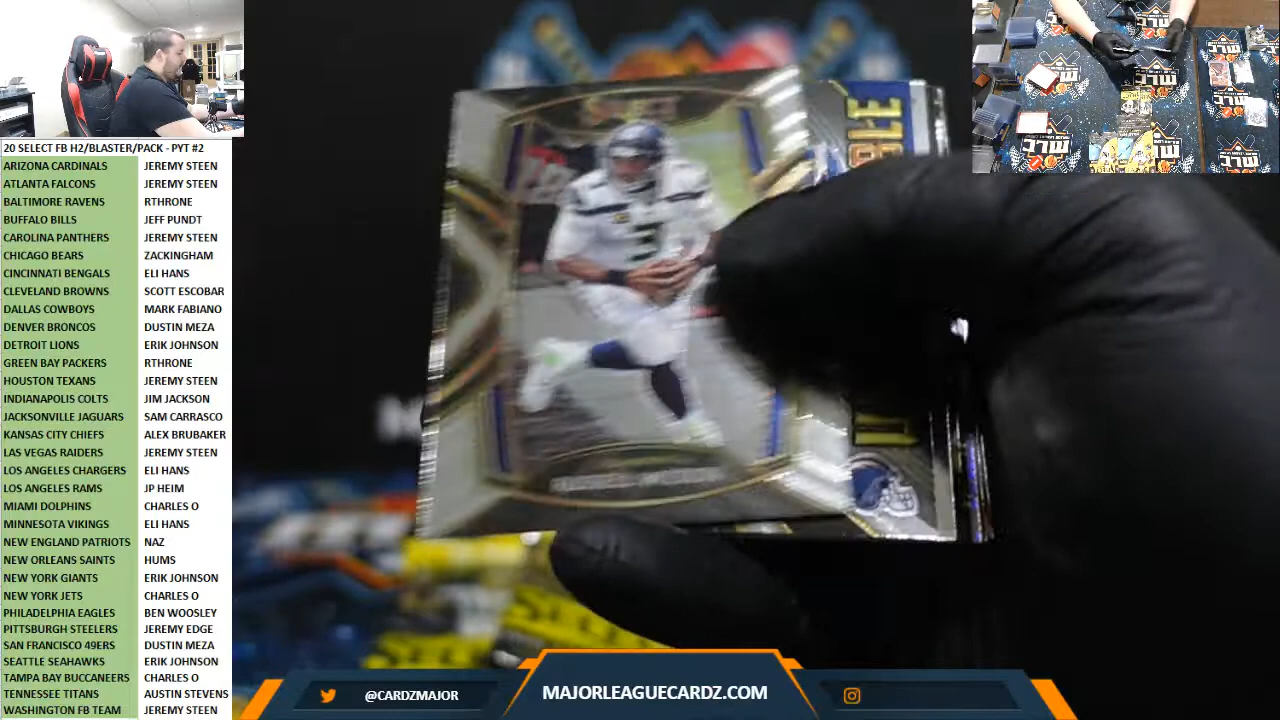 20 SELECT FB H2/BLASTER/PACK - PYT #2
ARIZONA CARDINALS JEREMY STEEN
ATLANTA FALCONS JEREMY STEEN
BALTIMORE RAVENS RTHRONE
BUFFALO BILLS JEFF PUNDT
CAROLINA PANTHERS JEREMY STEEN
CHICAGO BEARS ZACKINGHAM
CINCINNATI BENGALS ELI HANS
CLEVELAND BROWNS SCOTT ESCOBAR
DALLAS COWBOYS MARK FABIANO
DENVER BRONCOS DUSTIN MEZA
DETROIT LIONS ERIK JOHNSON
GREEN BAY PACKERS RTHRONE
HOUSTON TEXANS JEREMY STEEN
INDIANAPOLIS COLTS JIM JACKSON
JACKSONVILLE JAGUARS SAM CARRASCO
KANSAS CITY CHIEFS ALEX BRUBAKER
LAS VEGAS RAIDERS JEREMY STEEN
LOS ANGELES CHARGERS ELI HANS
LOS ANGELES RAMS JP HEIM
MIAMI DOLPHINS CHARLES O
MINNESOTA VIKINGS ELI HANS
NEW ENGLAND PATRIOTS NAZ
NEW ORLEANS SAINTS HUMS
NEW YORK GIANTS ERIK JOHNSON
NEW YORK JETS CHARLES O
PHILADELPHIA EAGLES BEN WOOSLEY
PITTSBURGH STEELERS JEREMY EDGE
SAN FRANCISCO 49ERS DUSTIN MEZA
SEATTLE SEAHAWKS ERIK JOHNSON
TAMPA BAY BUCCANEERS CHARLES O
TENNESSEE TITANS AUSTIN STEVENS
WASHINGTON FB TEAM JEREMY STEEN
SELECT
3
@CARDZMAJOR
MAJORLEAGUECARDZ.COM